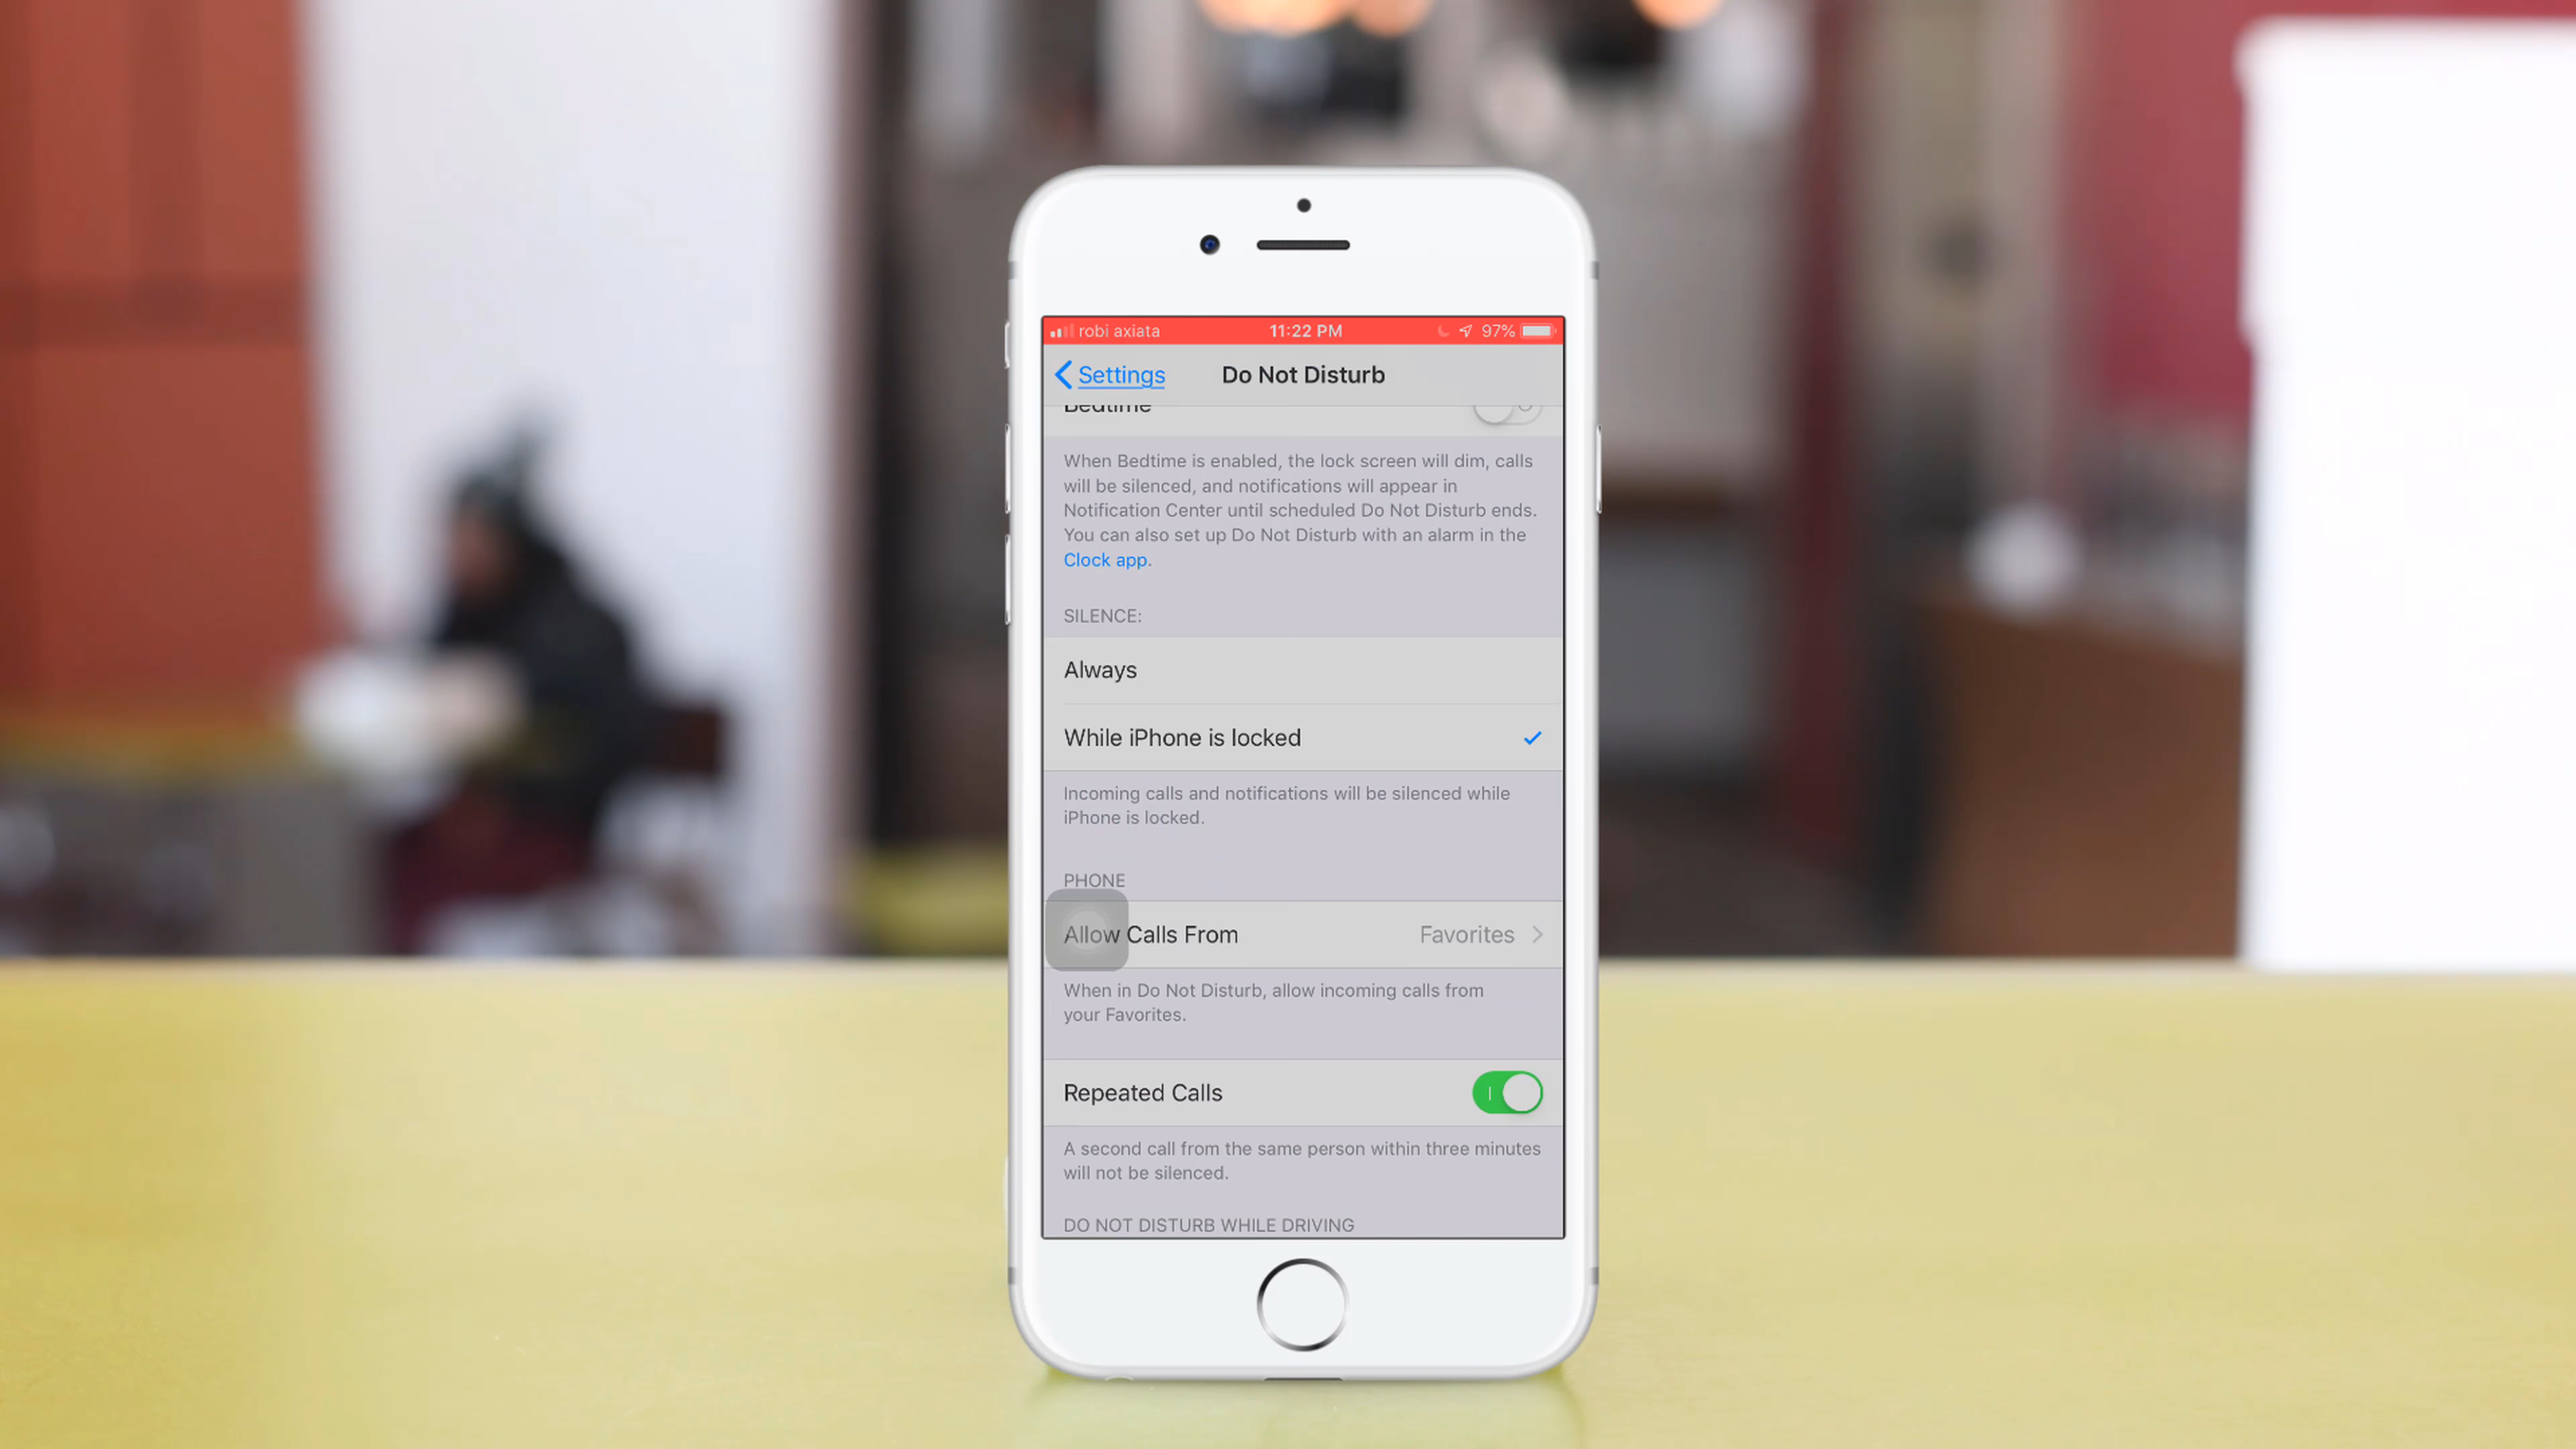 robi axiata 11:22 PM 97%
Settings Do Not Disturb
Bedtime
When Bedtime is enabled, the lock screen will dim, calls
will be silenced, and notifications will appear in
Notification Center until scheduled Do Not Disturb ends.
You can also set up Do Not Disturb with an alarm in the
Clock app.
SILENCE:
Always
While iPhone is locked
Incoming calls and notifications will be silenced while
iPhone is locked.
PHONE
Allow Calls From Favorites
When in Do Not Disturb, allow incoming calls from
your Favorites.
Repeated Calls
A second call from the same person within three minutes
will not be silenced.
DO NOT DISTURB WHILE DRIVING